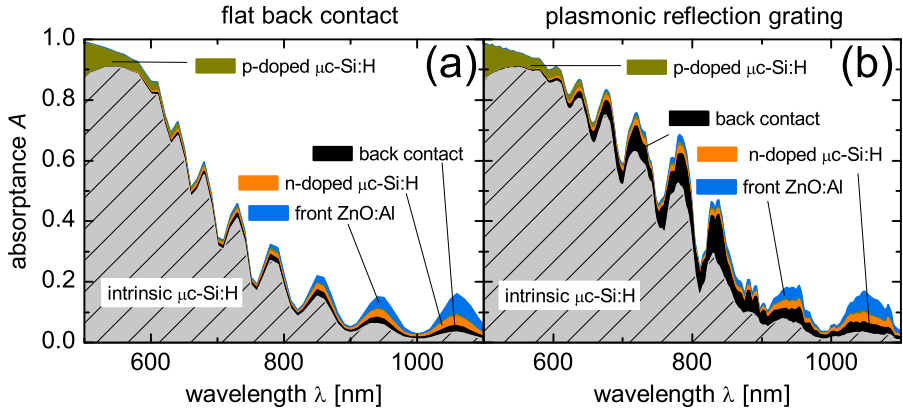 flat back contact
plasmonic reflection grating
absorptance A
1.0
0.8
0.6
0.4
0.2
0.0
(a)
p-doped μc-Si:H
back contact
n-doped μc-Si:H
front ZnO:Al
intrinsic μc-Si:H
600
800
1000
wavelength λ [nm]
(b)
p-doped μc-Si:H
back contact
n-doped μc-Si:H
front ZnO:Al
intrinsic μc-Si:H
600
800
1000
wavelength λ [nm]